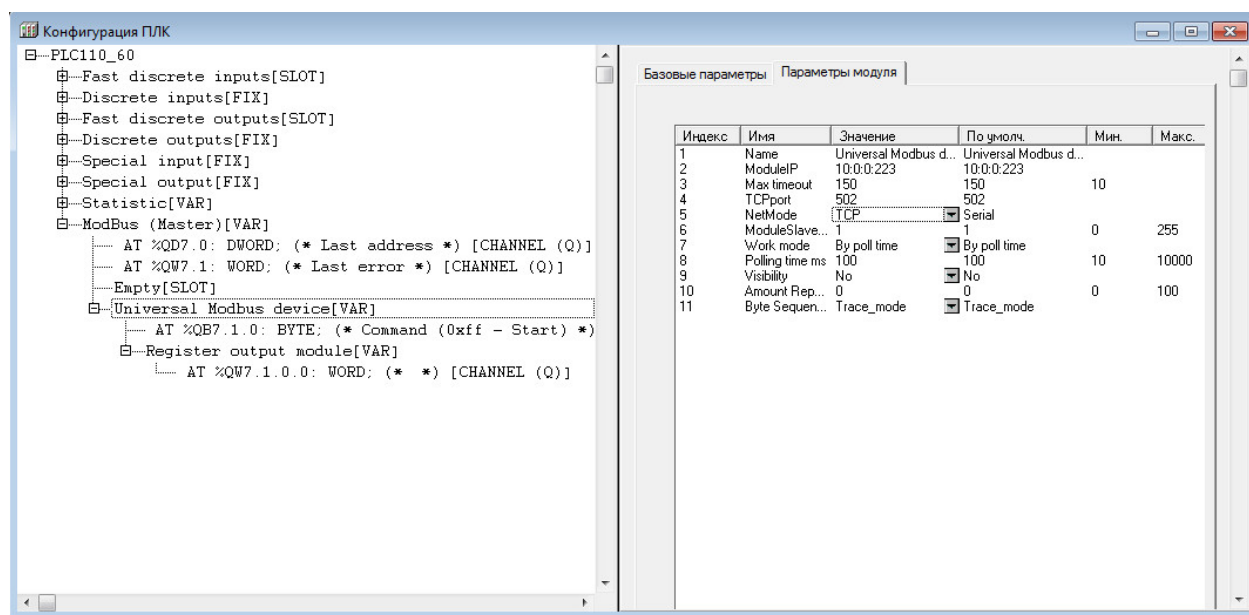 Конфигурация ПЛК
PLC110_60
Fast discrete inputs[SLOT]
Discrete inputs[FIX]
Fast discrete outputs[SLOT]
Discrete outputs[FIX]
Special input[FIX]
Special output[FIX]
Statistic[VAR]
ModBus (Master)[VAR]
AT %QD7.0: DWORD; (* Last address *) [CHANNEL (Q)]
AT %QW7.1: WORD; (* Last error *) [CHANNEL (Q)]
Empty[SLOT]
Universal Modbus device[VAR]
AT %QB7.1.0: BYTE; (* Command (0xff - Start) *)
Register output module[VAR]
AT %QW7.1.0.0: WORD; (* *) [CHANNEL (Q)]
Базовые параметры Параметры модуля
Индекс Имя Значение По умолч. Мин. Макс.
1 Name Universal Modbus d... Universal Modbus d...
2 ModuleIP 10:0:0:223 10:0:0:223
3 Max timeout 150 150 10
4 TCPport 502 502
5 NetMode TCP Serial
6 ModuleSlave... 1 1 0 255
7 Work mode By poll time By poll time
8 Polling time ms 100 100 10 10000
9 Visibility No No
10 Amount Rep... 0 0 0 100
11 Byte Sequen... Trace_mode Trace_mode